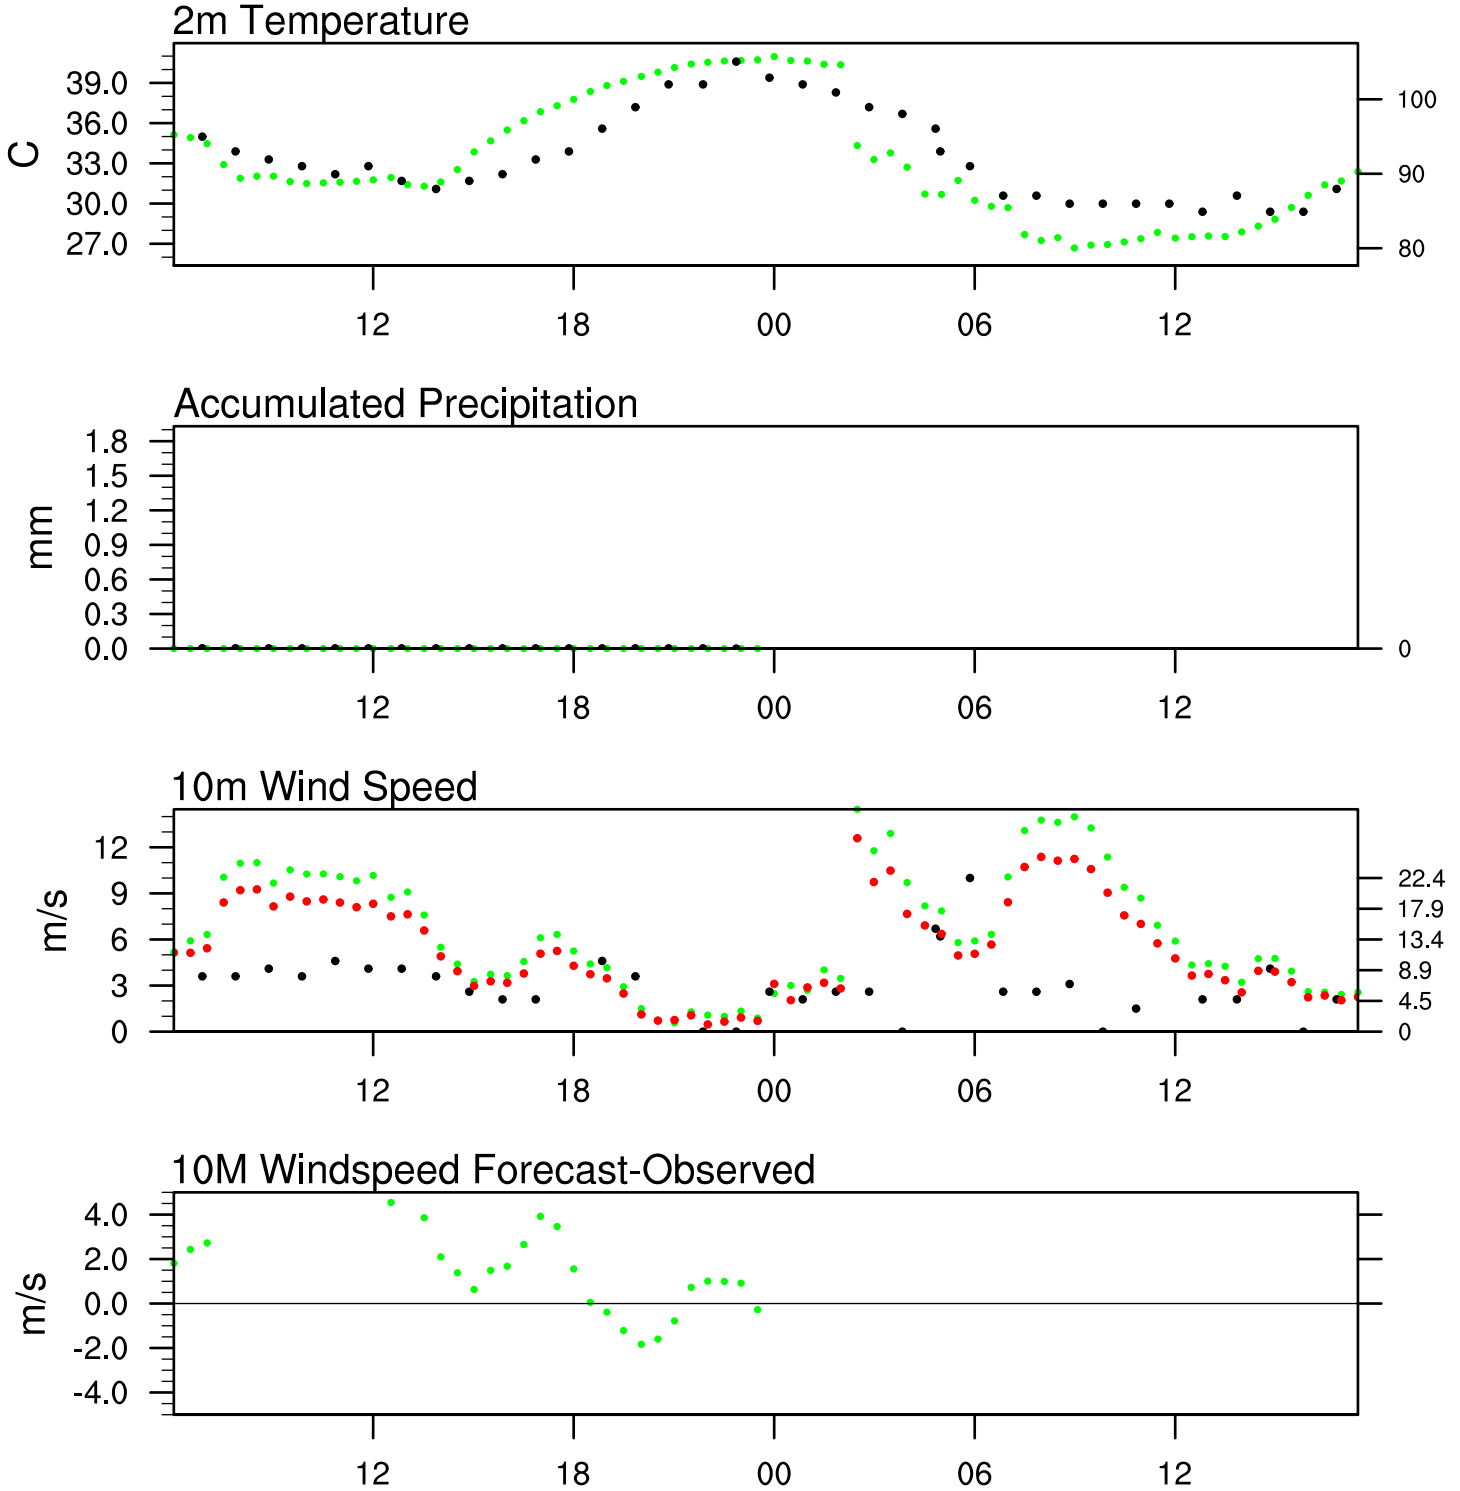 2m Temperature
39.0
36.0
33.0
30.0
27.0
C
100
90
80
12 18 00 06 12
Accumulated Precipitation
1.8
1.5
1.2
0.9
0.6
0.3
0.0
mm
0
12 18 00 06 12
10m Wind Speed
12
9
6
3
0
m/s
22.4
17.9
13.4
8.9
4.5
0
12 18 00 06 12
10M Windspeed Forecast-Observed
4.0
2.0
0.0
-2.0
-4.0
m/s
12 18 00 06 12